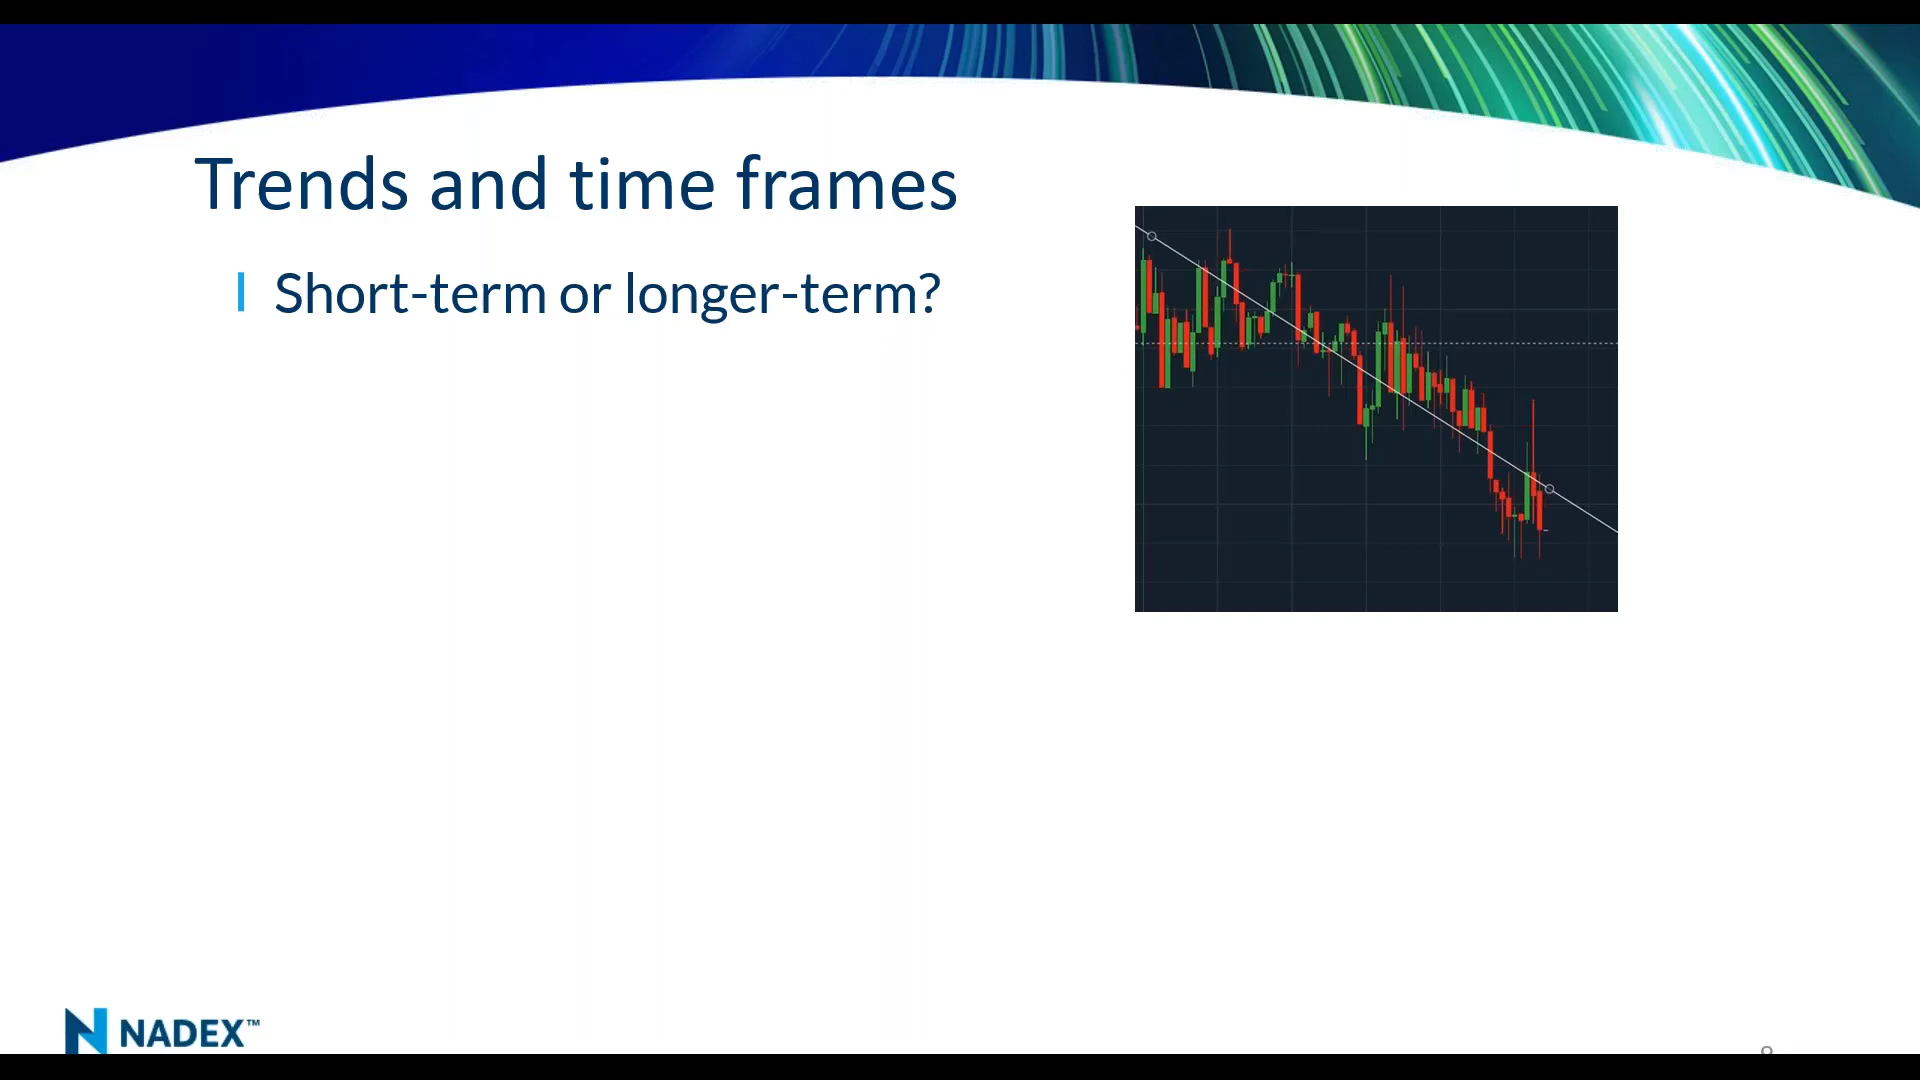 Trends and time frames
Short-term or longer-term?
NADEX™